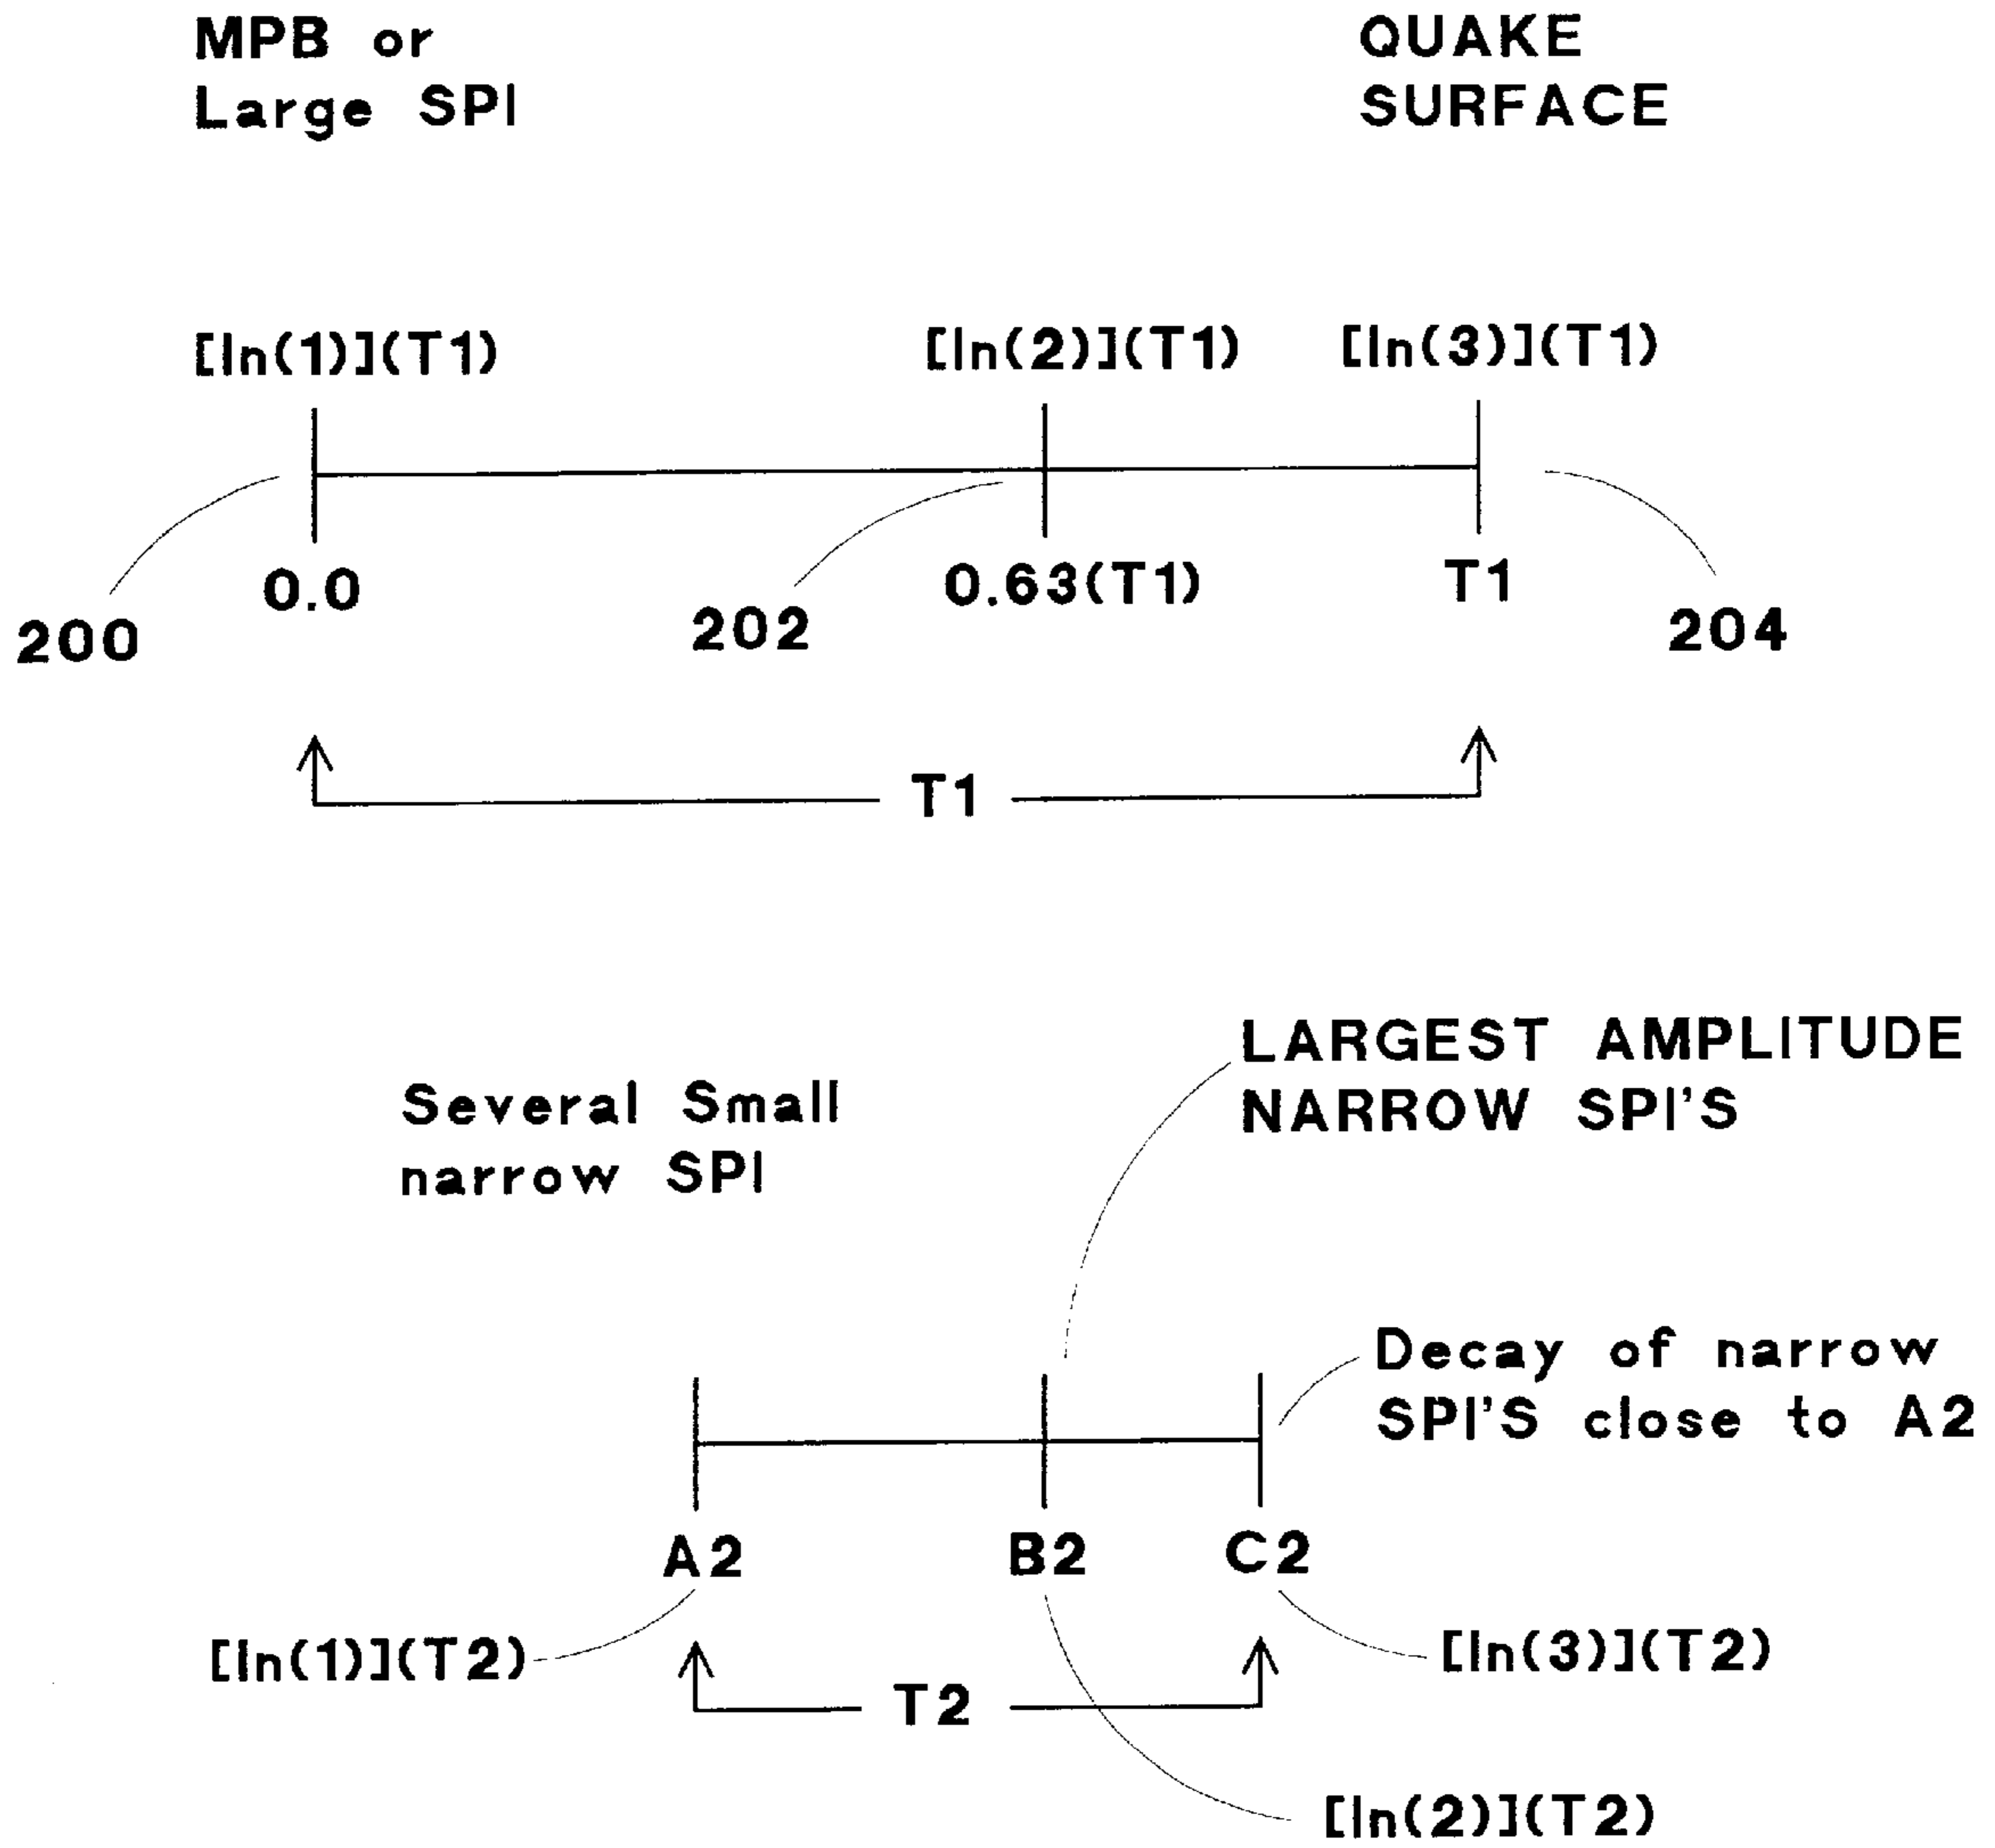 MPB or
Large SPI
QUAKE
SURFACE
[ln(1)](T1)
[ln(2)](T1)
[ln(3)](T1)
0.0
0.63(T1)
T1
200
202
204
T1
LARGEST AMPLITUDE
NARROW SPI'S
Several Small
narrow SPI
Decay of narrow
SPI'S close to A2
A2
B2
C2
[ln(1)](T2)
[ln(3)](T2)
T2
[ln(2)](T2)